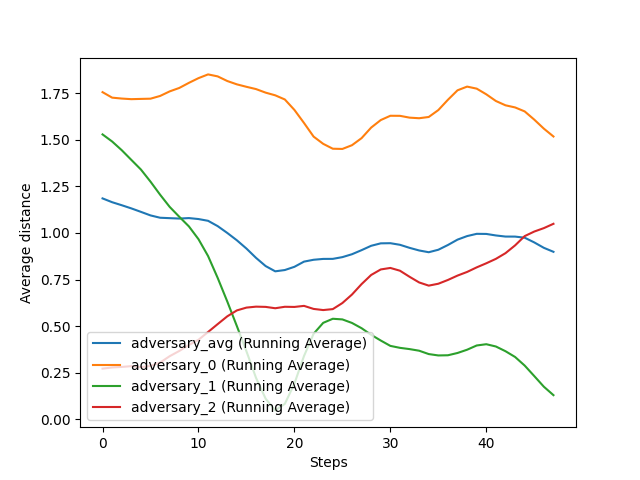 1.75
1.50
1.25
1.00
0.75
0.50
0.25
0.00
Average distance
adversary_avg (Running Average)
adversary_0 (Running Average)
adversary_1 (Running Average)
adversary_2 (Running Average)
0 10 20 30 40
Steps